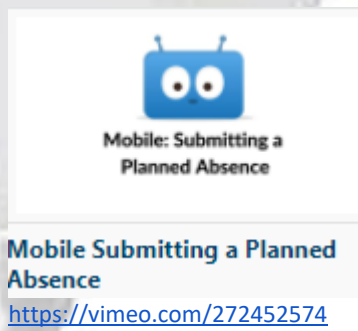 Mobile: Submitting a
Planned Absence
Mobile Submitting a Planned
Absence
https://vimeo.com/272452574